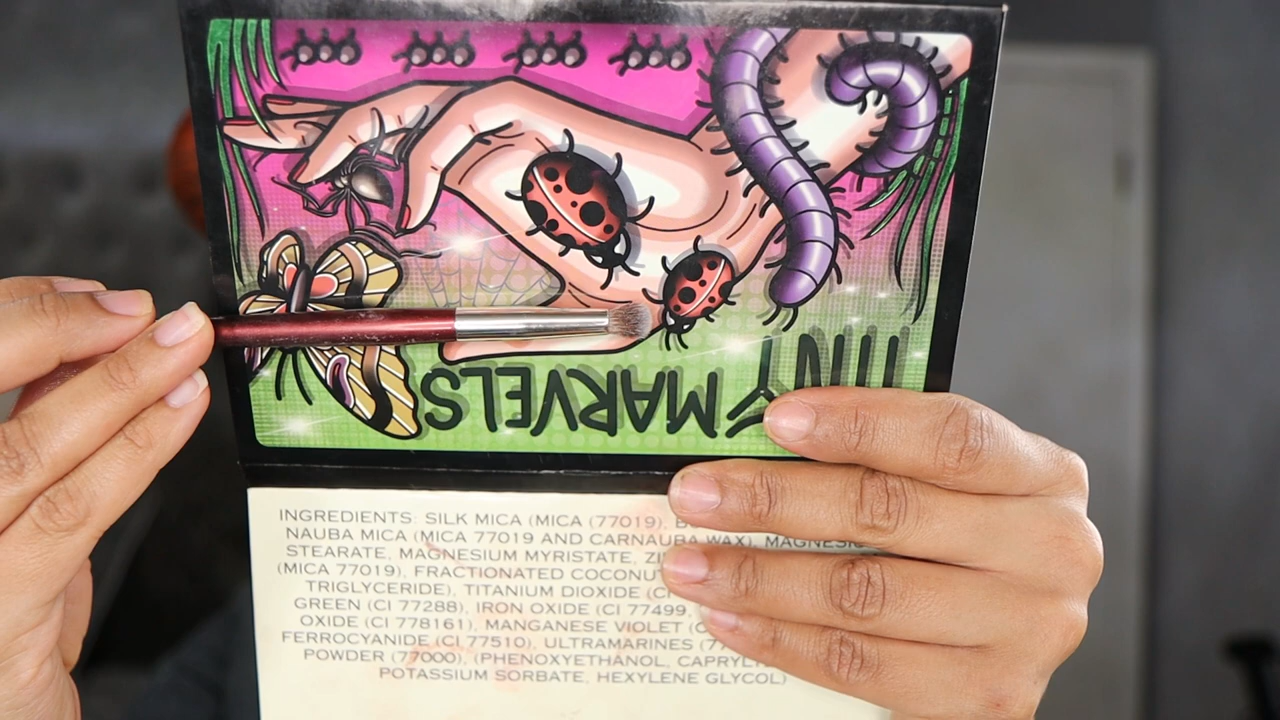 TINY MARVELS
INGREDIENTS: SILK MICA (MICA (77019),
NAUBA MICA (MICA 77019 AND CARNAUBA WAX), MAGNESIUM
STEARATE, MAGNESIUM MYRISTATE,
(MICA 77019), FRACTIONATED COCONUT
TRIGLYCERIDE), TITANIUM DIOXIDE (CI
GREEN (CI 77288), IRON OXIDE (CI 77499,
OXIDE (CI 778161), MANGANESE VIOLET
FERROCYANIDE (CI 77510), ULTRAMARINES
POWDER (77000), (PHENOXYETHANOL,
POTASSIUM SORBATE, HEXYLENE GLYCOL)